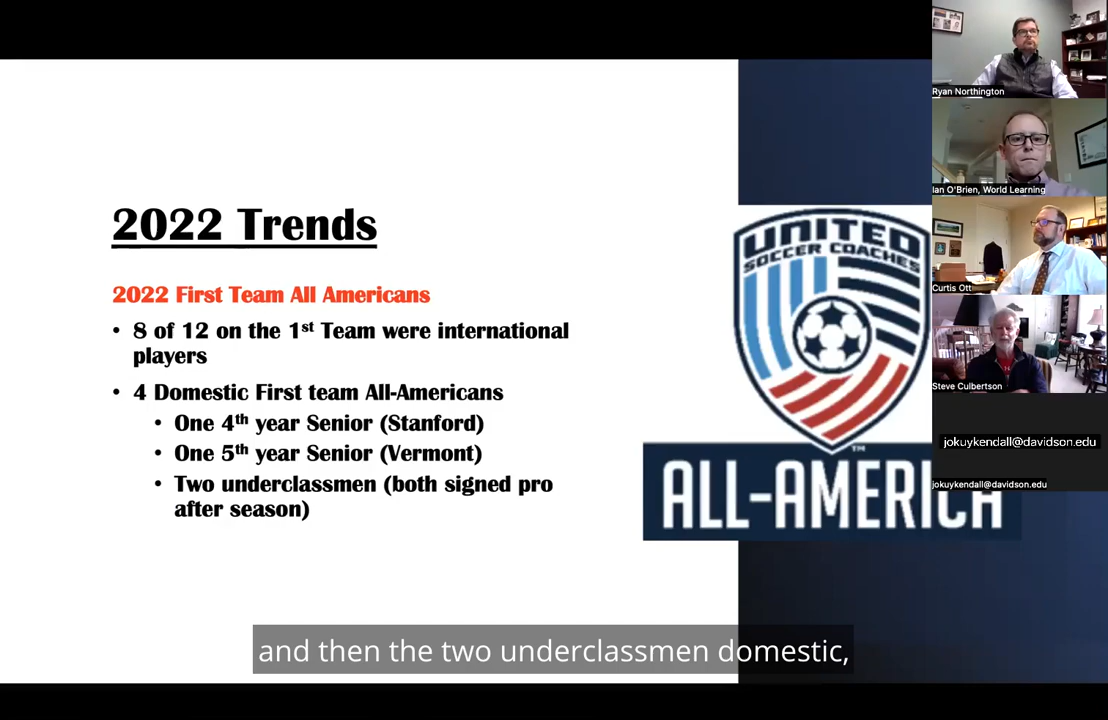 2022 Trends
2022 First Team All Americans
• 8 of 12 on the 1st Team were international
players
• 4 Domestic First team All-Americans
• One 4th year Senior (Stanford)
• One 5th year Senior (Vermont)
• Two underclassmen (both signed pro
after season)
UNITED
SOCCER COACHES
TM
ALL-AMERICA
Ryan Northington
Ian O'Brien, World Learning
Curtis Ott
Steve Culbertson
jokuykendall@davidson.edu
jokuykendall@davidson.edu
and then the two underclassmen domestic,